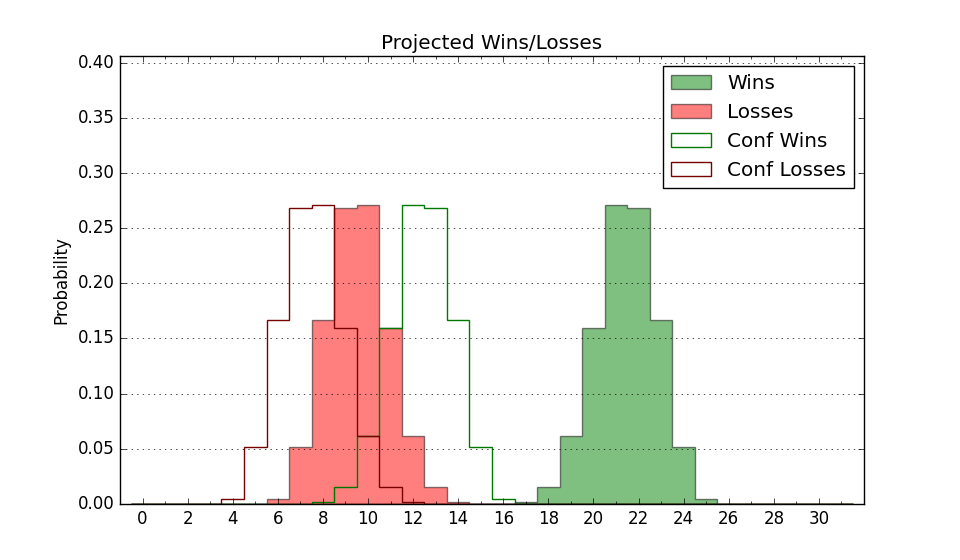 Projected Wins/Losses
Probability
0.40
0.35
0.30
0.25
0.20
0.15
0.10
0.05
0.00
0 2 4 6 8 10 12 14 16 18 20 22 24 26 28 30
Wins
Losses
Conf Wins
Conf Losses